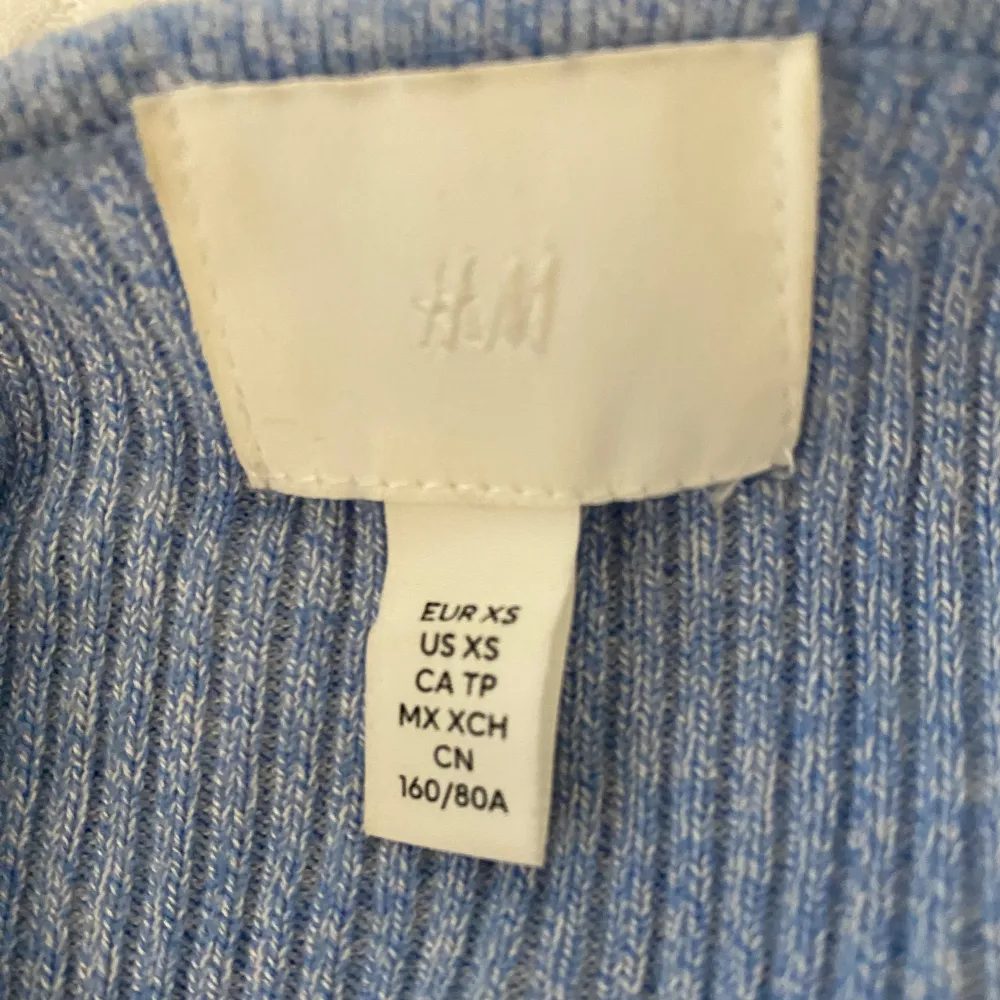 H&M
EUR XS
US XS
CA TP
MX XCH
CN
160/80A